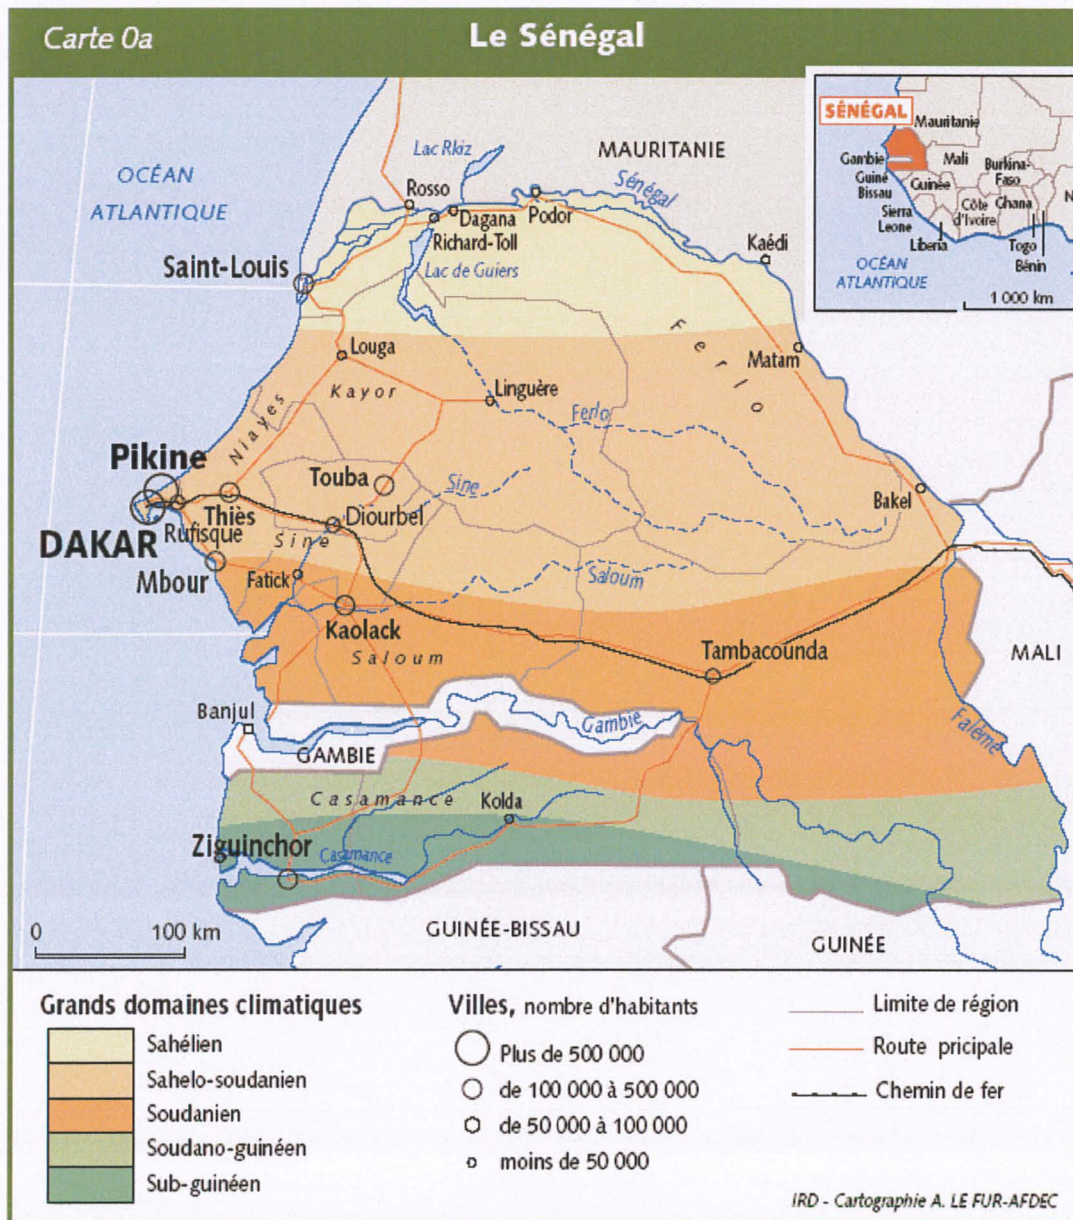 Carte 0a
Le Sénégal
SÉNÉGAL
Mauritanie
Gambie
Mali
Burkina-
Faso
Guiné
Bissau
Guinée
Côte
d'Ivoire
Ghana
N
Sierra
Leone
Liberia
Togo
Bénin
OCÉAN
ATLANTIQUE
1 000 km
OCÉAN
ATLANTIQUE
Lac Rkiz
MAURITANIE
Rosso
Sénégal
Dagana
Podor
Richard-Toll
Kaédi
Saint-Louis
Lac de Guiers
Ferlo
Louga
Matam
Kayor
Linguère
Niayes
Ferlo
Pikine
Touba
Sine
Bakel
Thiès
Diourbel
DAKAR
Rufisque
Sine
Mbour
Fatick
Saloum
Kaolack
Saloum
Tambacounda
MALI
Banjul
Gambie
Falémé
GAMBIE
Casamance
Kolda
Ziguinchor
Casamance
0
100 km
GUINÉE-BISSAU
GUINÉE
Grands domaines climatiques
Sahélien
Sahelo-soudanien
Soudanien
Soudano-guinéen
Sub-guinéen
Villes, nombre d'habitants
Plus de 500 000
de 100 000 à 500 000
de 50 000 à 100 000
moins de 50 000
Limite de région
Route pricipale
Chemin de fer
IRD - Cartographie A. LE FUR-AFDEC